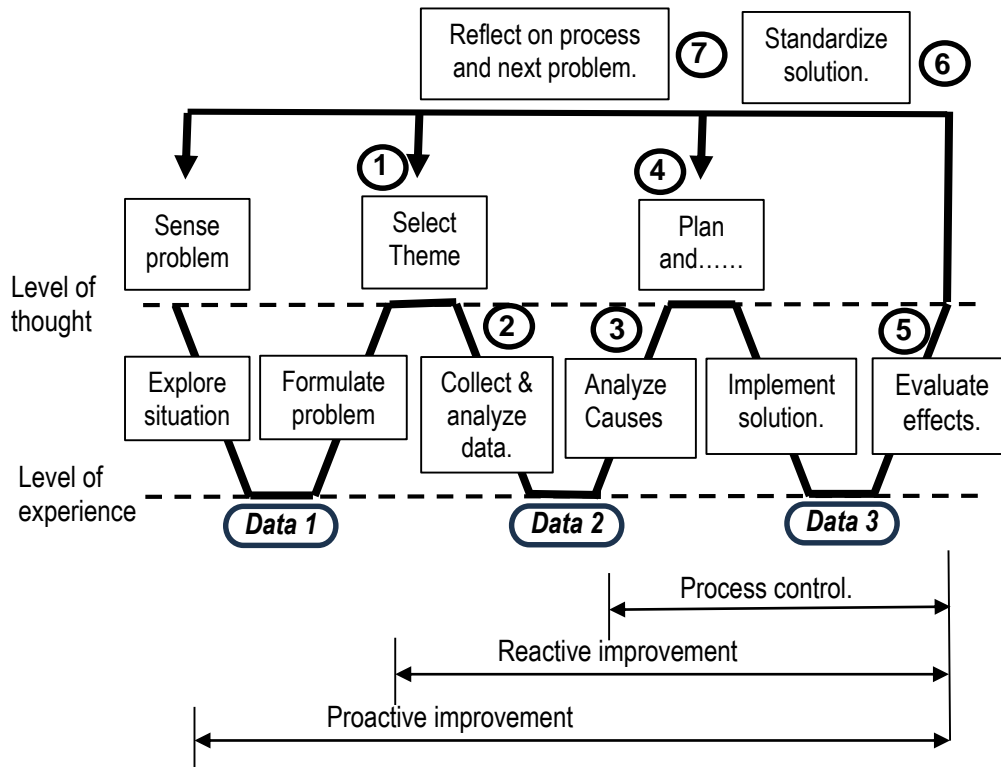 Reflect on process
and next problem.
7
Standardize
solution.
6
1
4
Sense
problem
Select
Theme
Plan
and......
Level of
thought
2
3
5
Explore
situation
Formulate
problem
Collect &
analyze
data.
Analyze
Causes
Implement
solution.
Evaluate
effects.
Level of
experience
Data 1
Data 2
Data 3
Process control.
Reactive improvement
Proactive improvement